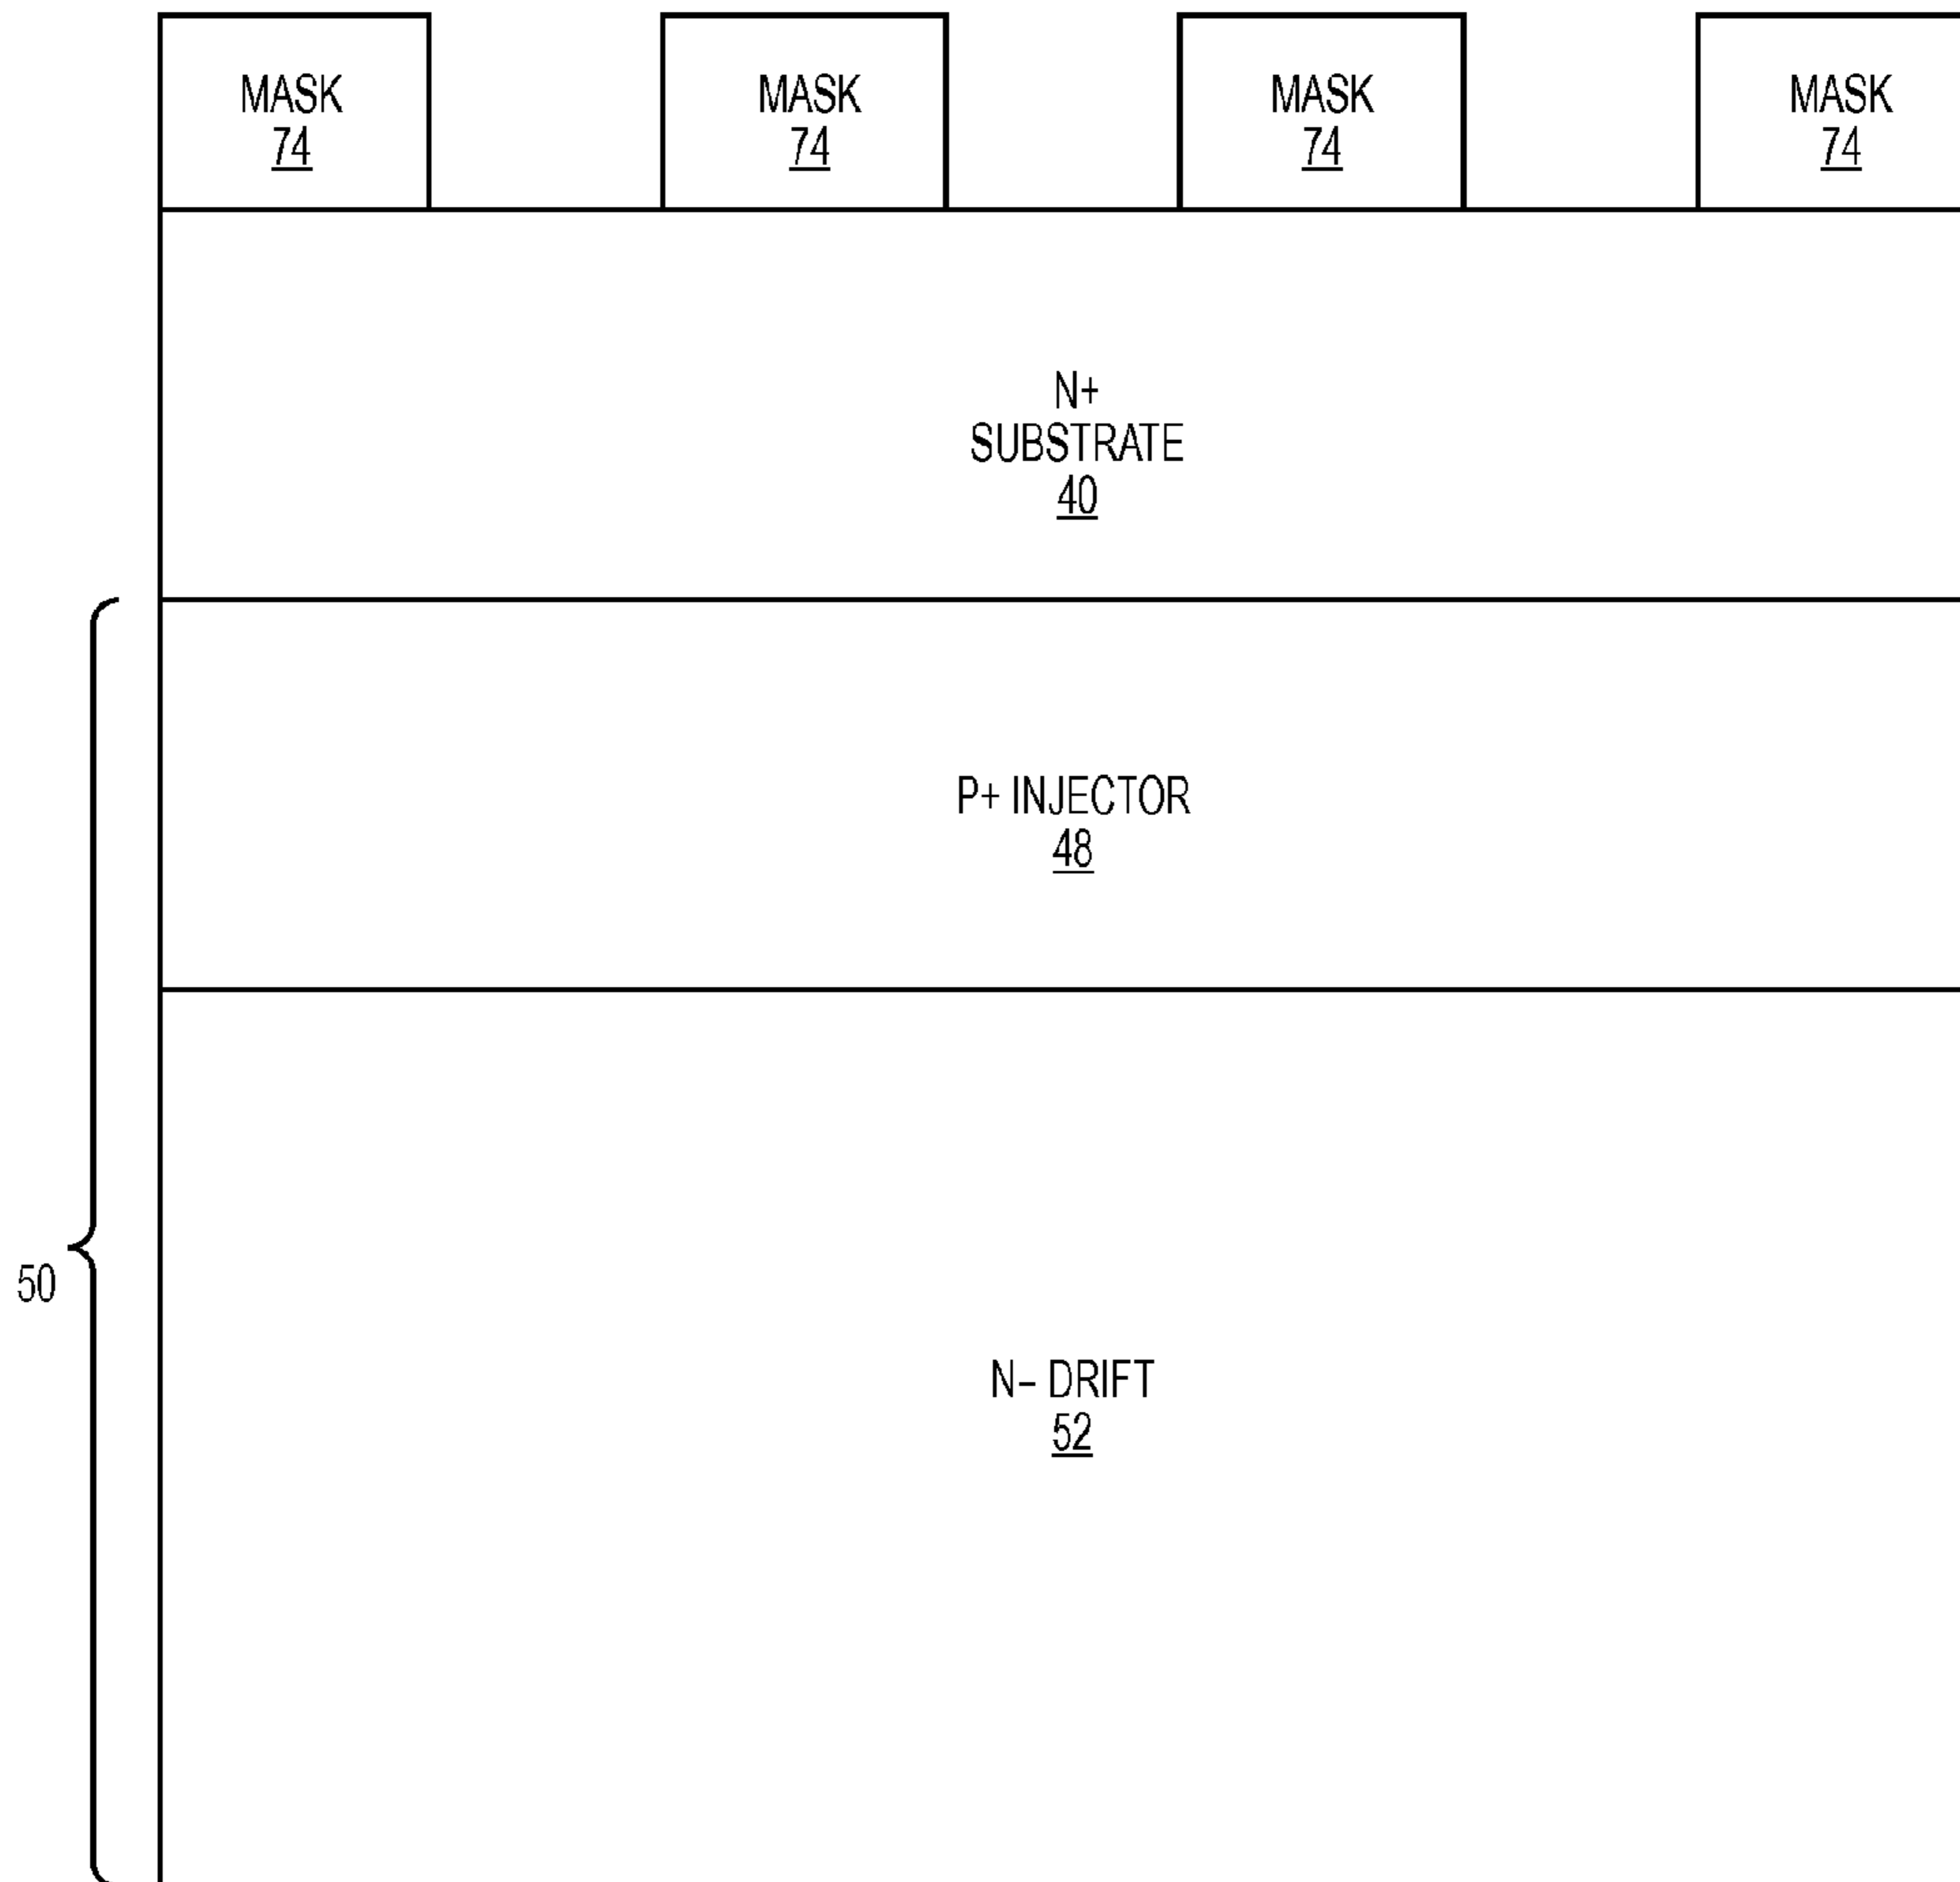 MASK MASK MASK MASK
74 74 74 74
N+
SUBSTRATE
40
P+ INJECTOR
48
50
N– DRIFT
52